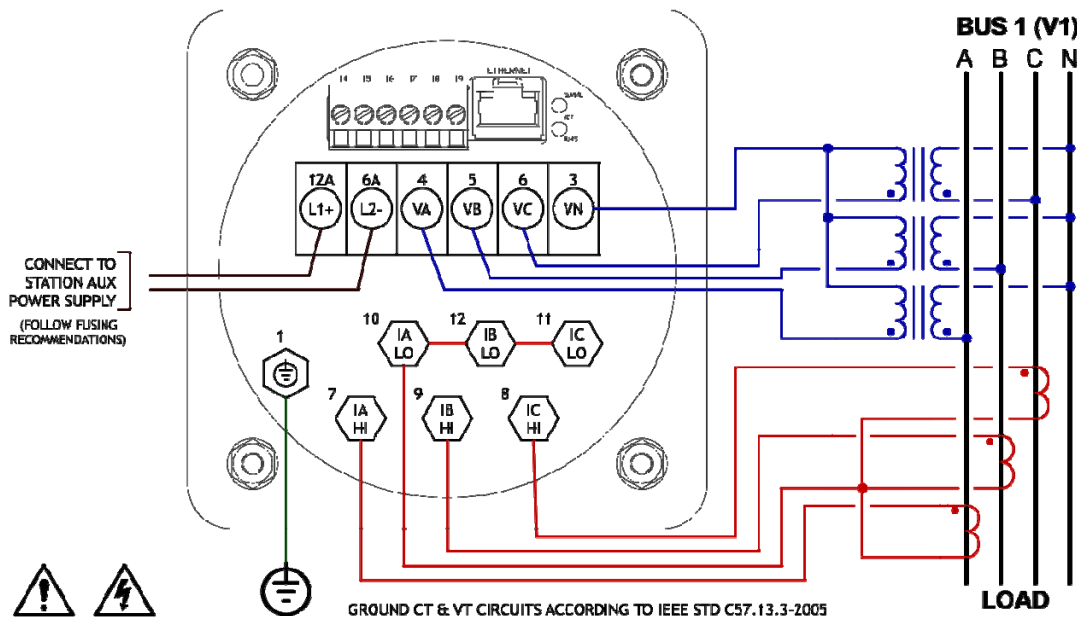 BUS 1 (V1)
A B C N
ETHERNET
14 15 16 17 18 19
12A 6A 4 5 6 3
L1+ L2- VA VB VC VN
CONNECT TO
STATION AUX
POWER SUPPLY
(FOLLOW FUSING
RECOMMENDATIONS)
10 12 11
IA IB IC
LO LO LO
1
7 9 8
IA IB IC
HI HI HI
LOAD
GROUND CT & VT CIRCUITS ACCORDING TO IEEE STD C57.13.3-2005